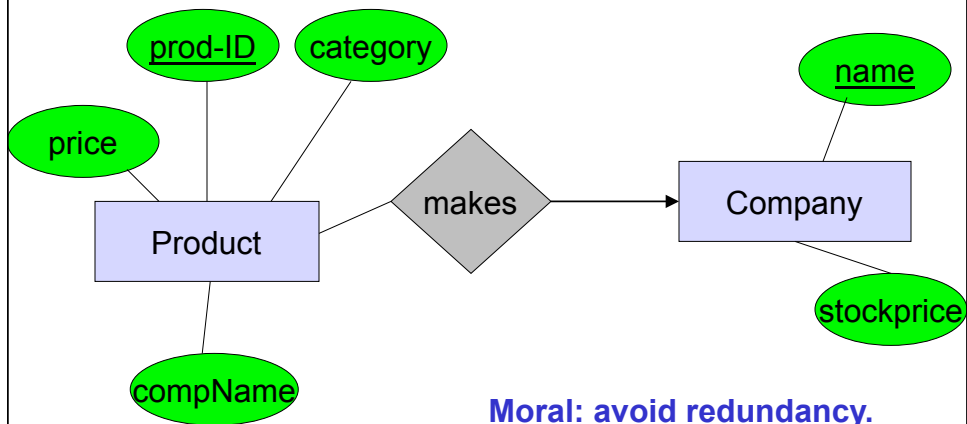 prod-ID
category
name
price
makes
Company
Product
stockprice
compName
Moral: avoid redundancy.